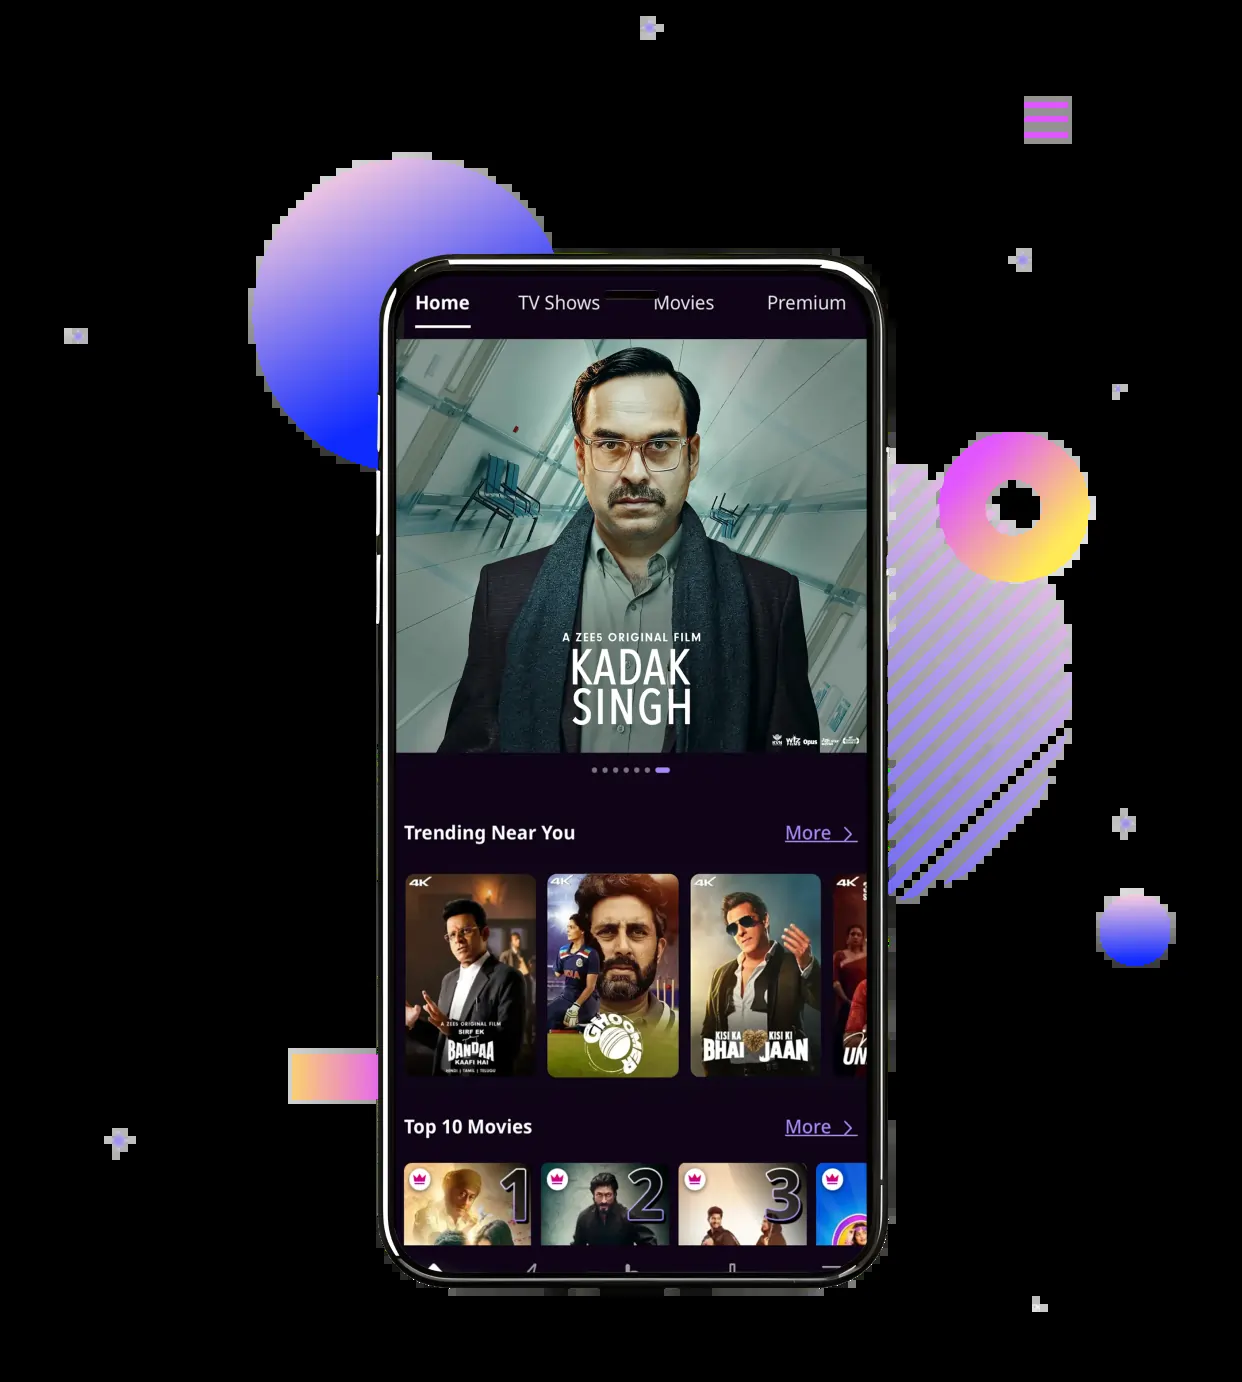 Home TV Shows Movies Premium
A ZEE5 ORIGINAL FILM
KADAK
SINGH
Opus
Trending Near You More
4K 4K 4K 4K
A ZEE5 ORIGINAL FILM
SIRF EK
BANDAA
KAAFI HAI
HINDI | TAMIL | TELUGU
INDIA
GHOOMER
KISI KA KISI KI
BHAI JAAN
UN
Top 10 Movies More
1 2 3